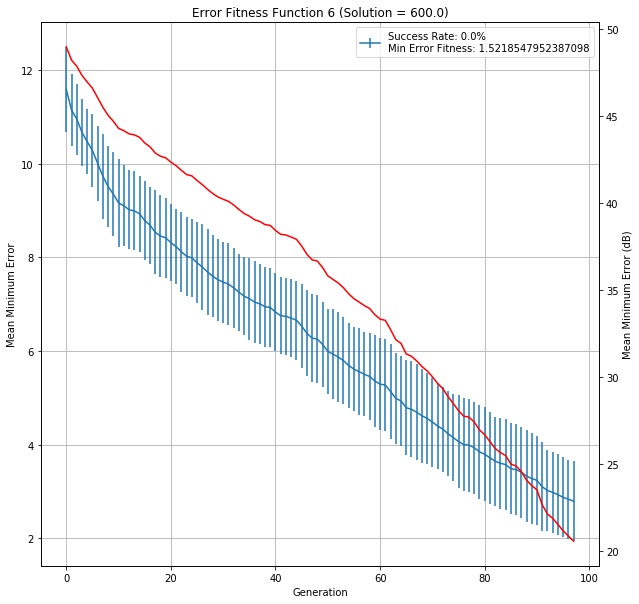 Error Fitness Function 6 (Solution = 600.0)
Success Rate: 0.0%
Min Error Fitness: 1.5218547952387098
Mean Minimum Error
12
10
8
6
4
2
50
45
40
35
30
25
20
Mean Minimum Error (dB)
0 20 40 60 80 100
Generation